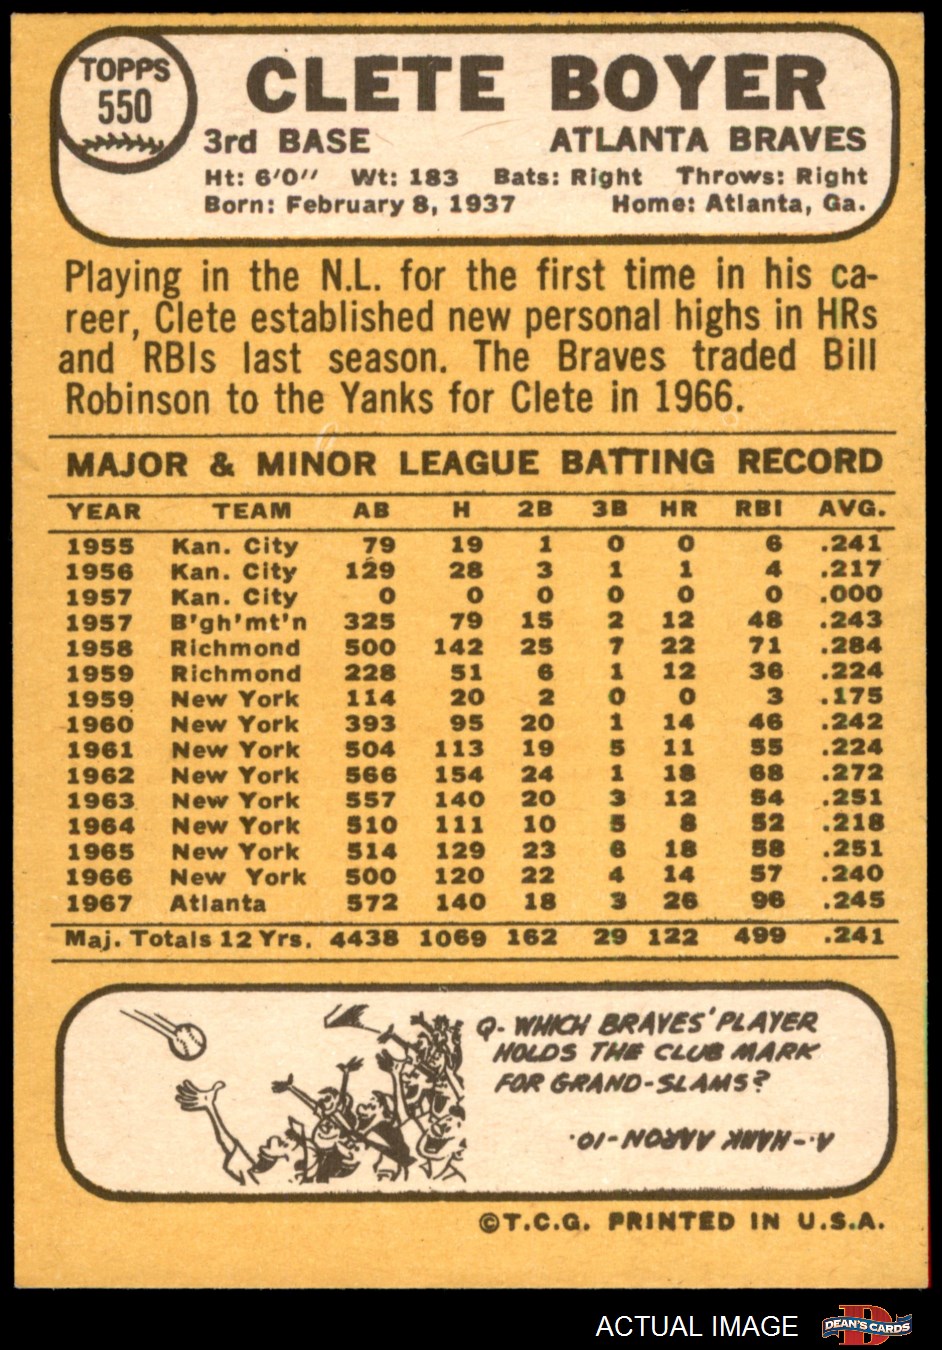 TOPPS
550
CLETE BOYER
3rd BASE ATLANTA BRAVES
Ht: 6'0" Wt: 183 Bats: Right Throws: Right
Born: February 8, 1937 Home: Atlanta, Ga.
Playing in the N.L. for the first time in his ca-
reer, Clete established new personal highs in HRs
and RBIs last season. The Braves traded Bill
Robinson to the Yanks for Clete in 1966.
MAJOR & MINOR LEAGUE BATTING RECORD
YEAR TEAM AB H 2B 3B HR RBI AVG.
1955 Kan. City 79 19 1 0 0 6 .241
1956 Kan. City 129 28 3 1 1 4 .217
1957 Kan. City 0 0 0 0 0 0 .000
1957 B'gh'mt'n 325 79 15 2 12 48 .243
1958 Richmond 500 142 25 7 22 71 .284
1959 Richmond 228 51 6 1 12 36 .224
1959 New York 114 20 2 0 0 3 .175
1960 New York 393 95 20 1 14 46 .242
1961 New York 504 113 19 5 11 55 .224
1962 New York 566 154 24 1 18 68 .272
1963 New York 557 140 20 3 12 54 .251
1964 New York 510 111 10 5 8 52 .218
1965 New York 514 129 23 6 18 58 .251
1966 New York 500 120 22 4 14 57 .240
1967 Atlanta 572 140 18 3 26 96 .245
Maj. Totals 12 Yrs. 4438 1069 162 29 122 499 .241
Q- WHICH BRAVES' PLAYER
HOLDS THE CLUB MARK
FOR GRAND-SLAMS?
A.-HANK AARON-10.
©T.C.G. PRINTED IN U.S.A.
ACTUAL IMAGE
DEAN'S CARDS